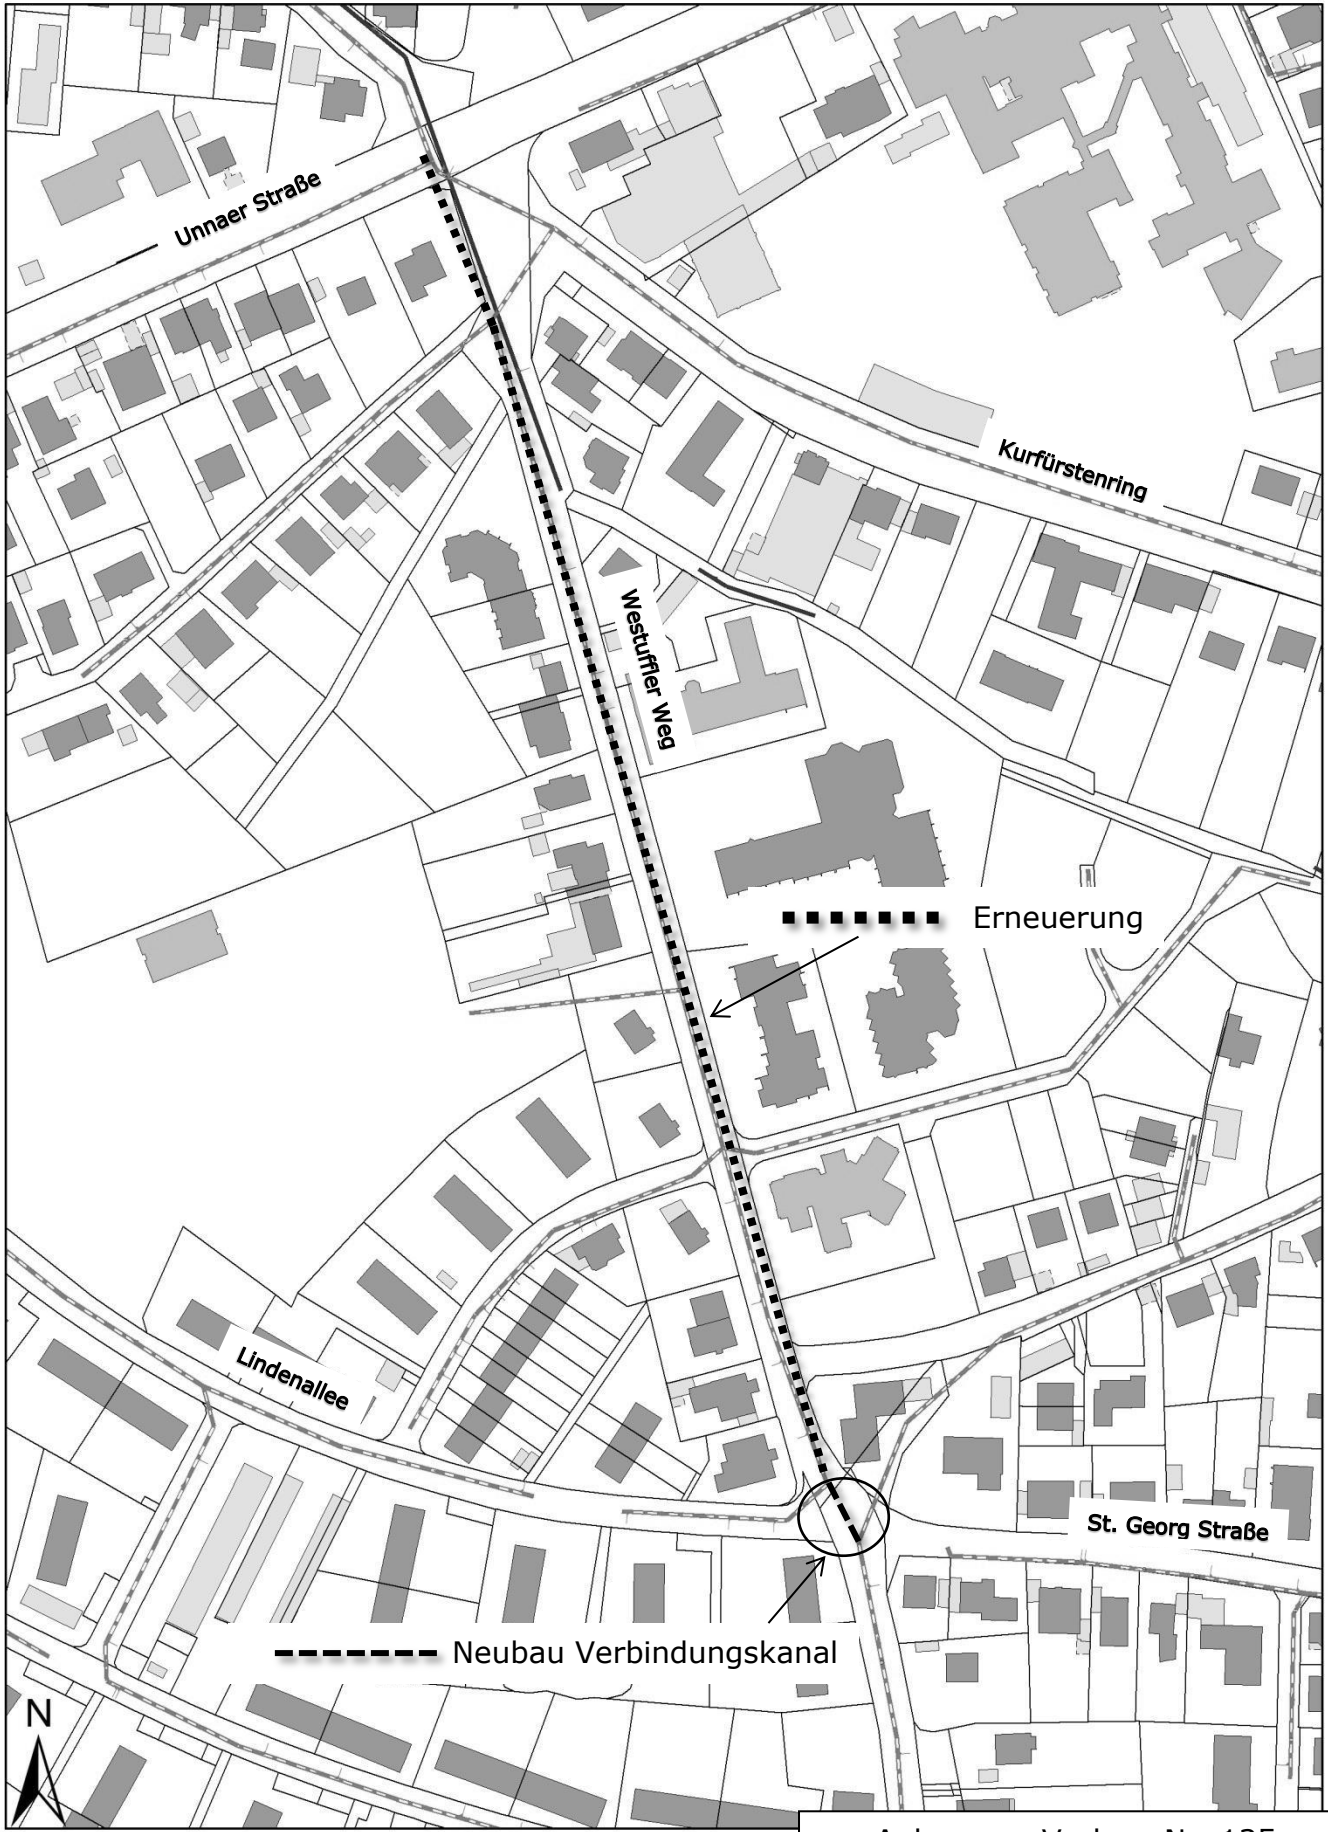 Unnaer Straße
Kurfürstenring
Westuffler Weg
Erneuerung
Lindenallee
St. Georg Straße
Neubau Verbindungskanal
N